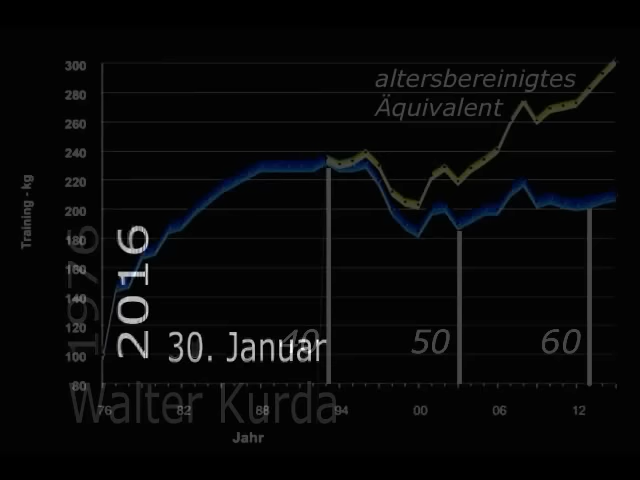 altersbereinigtes
Äquivalent
300
280
260
240
220
200
180
160
140
120
100
80
Training - kg
1976
2016
30. Januar
40
50
60
Walter Kurda
76 82 88 94 00 06 12
Jahr